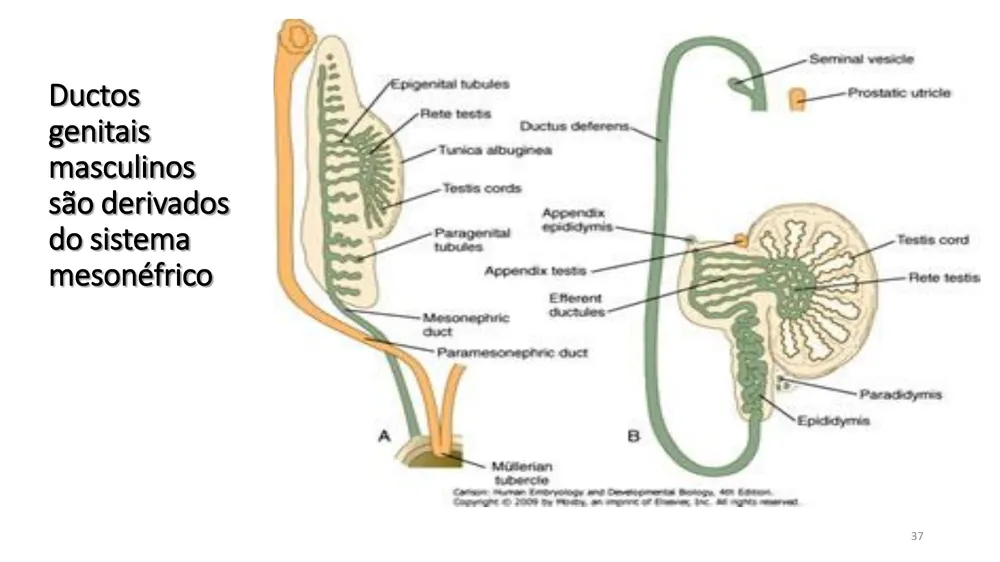 Ductos
genitais
masculinos
são derivados
do sistema
mesonéfrico
Epigenital tubules
Rete testis
Tunica albuginea
Testis cords
Paragenital
tubules
Mesonephric
duct
Paramesonephric duct
A
Müllerian
tubercle
Seminal vesicle
Prostatic utricle
Ductus deferens
Appendix
epididymis
Appendix testis
Efferent
ductules
Testis cord
Rete testis
Paradidymis
Epididymis
B
Carlson: Human Embryology and Developmental Biology, 4th Edition.
Copyright © 2009 by Mosby, an imprint of Elsevier, Inc. All rights reserved.
37